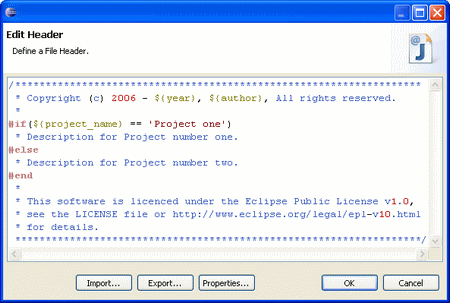 Edit Header
Define a File Header.
@
J
/****************************************************************
* Copyright (c) 2006 - ${year}, ${author}, All rights reserved.
*
#if(${project_name} == 'Project one')
* Description for Project number one.
#else
* Description for Project number two.
#end
*
* This software is licenced under the Eclipse Public License v1.0,
* see the LICENSE file or http://www.eclipse.org/legal/epl-v10.html
* for details.
****************************************************************/
Import...
Export...
Properties...
OK
Cancel